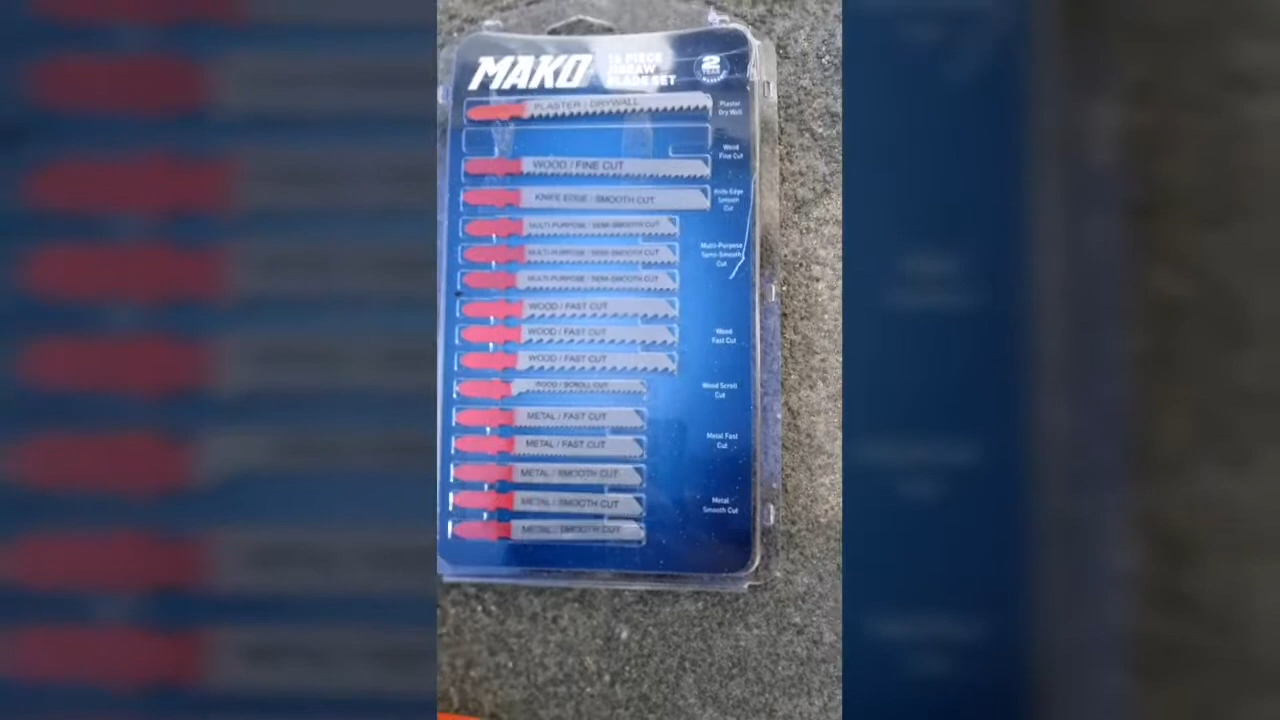 MAKO
16 PIECE
JIGSAW
BLADE SET
2
YEAR
WARRANTY
PLASTER / DRYWALL
Plaster
Dry Wall
Wood
Fine Cut
WOOD / FINE CUT
KNIFE EDGE / SMOOTH CUT
Knife Edge
Smooth
Cut
MULTI-PURPOSE / SEMI-SMOOTH CUT
MULTI-PURPOSE / SEMI-SMOOTH CUT
Multi-Purpose
Semi-Smooth
Cut
MULTI-PURPOSE / SEMI-SMOOTH CUT
WOOD / FAST CUT
WOOD / FAST CUT
Wood
Fast Cut
WOOD / FAST CUT
WOOD / SCROLL CUT
Wood Scroll
Cut
METAL / FAST CUT
METAL / FAST CUT
Metal Fast
Cut
METAL / SMOOTH CUT
METAL / SMOOTH CUT
Metal
Smooth Cut
METAL / SMOOTH CUT